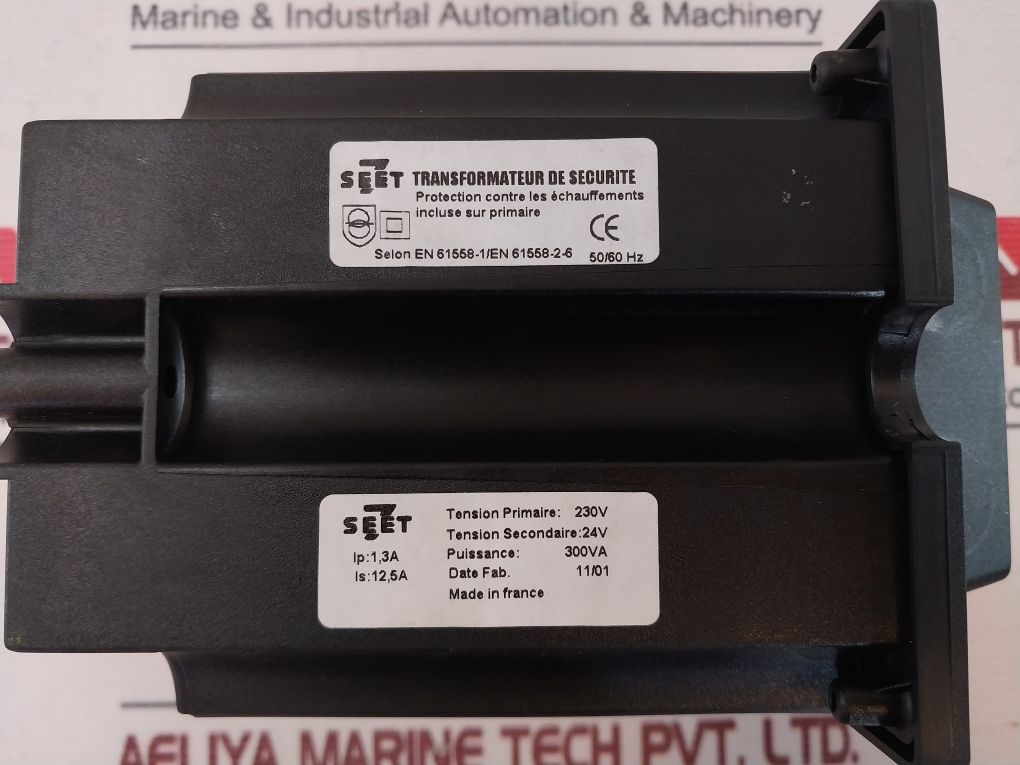 Marine & Industrial Automation & Machinery
SEET TRANSFORMATEUR DE SECURITE
Protection contre les échauffements
incluse sur primaire
CE
Selon EN 61558-1/EN 61558-2-6 50/60 Hz
SEET
Tension Primaire: 230V
Tension Secondaire:24V
Ip:1,3A
Puissance: 300VA
Is:12,5A
Date Fab. 11/01
Made in france
AELIYA MARINE TECH PVT. LTD.